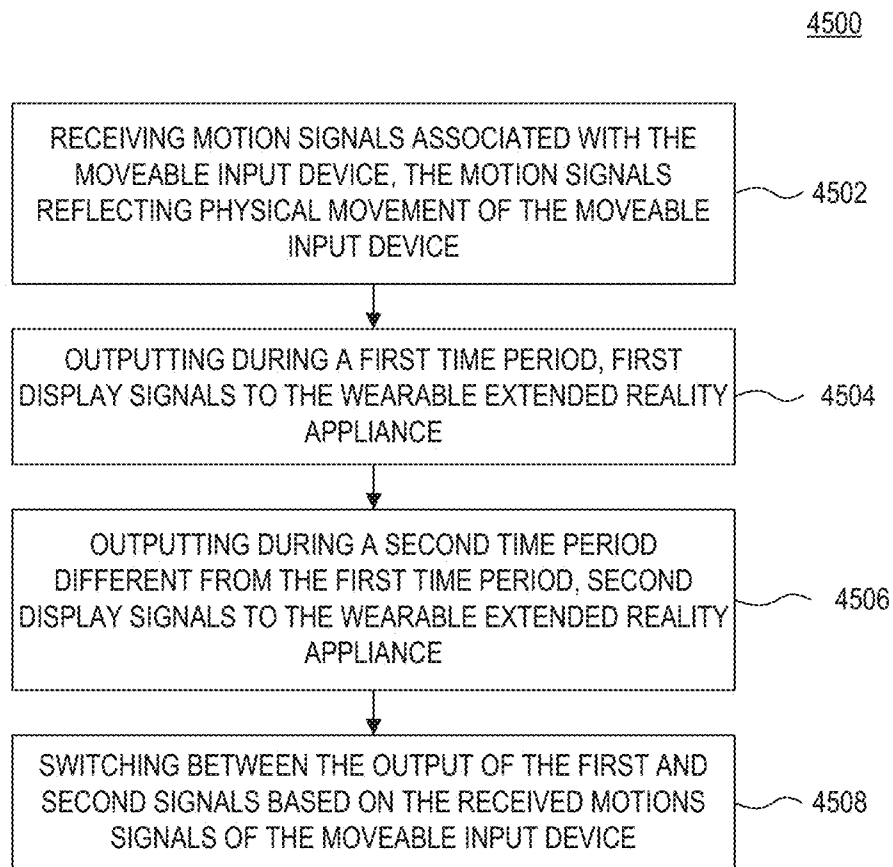 4500
RECEIVING MOTION SIGNALS ASSOCIATED WITH THE
MOVEABLE INPUT DEVICE, THE MOTION SIGNALS
REFLECTING PHYSICAL MOVEMENT OF THE MOVEABLE
INPUT DEVICE
4502
OUTPUTTING DURING A FIRST TIME PERIOD, FIRST
DISPLAY SIGNALS TO THE WEARABLE EXTENDED REALITY
APPLIANCE
4504
OUTPUTTING DURING A SECOND TIME PERIOD
DIFFERENT FROM THE FIRST TIME PERIOD, SECOND
DISPLAY SIGNALS TO THE WEARABLE EXTENDED REALITY
APPLIANCE
4506
SWITCHING BETWEEN THE OUTPUT OF THE FIRST AND
SECOND SIGNALS BASED ON THE RECEIVED MOTIONS
SIGNALS OF THE MOVEABLE INPUT DEVICE
4508